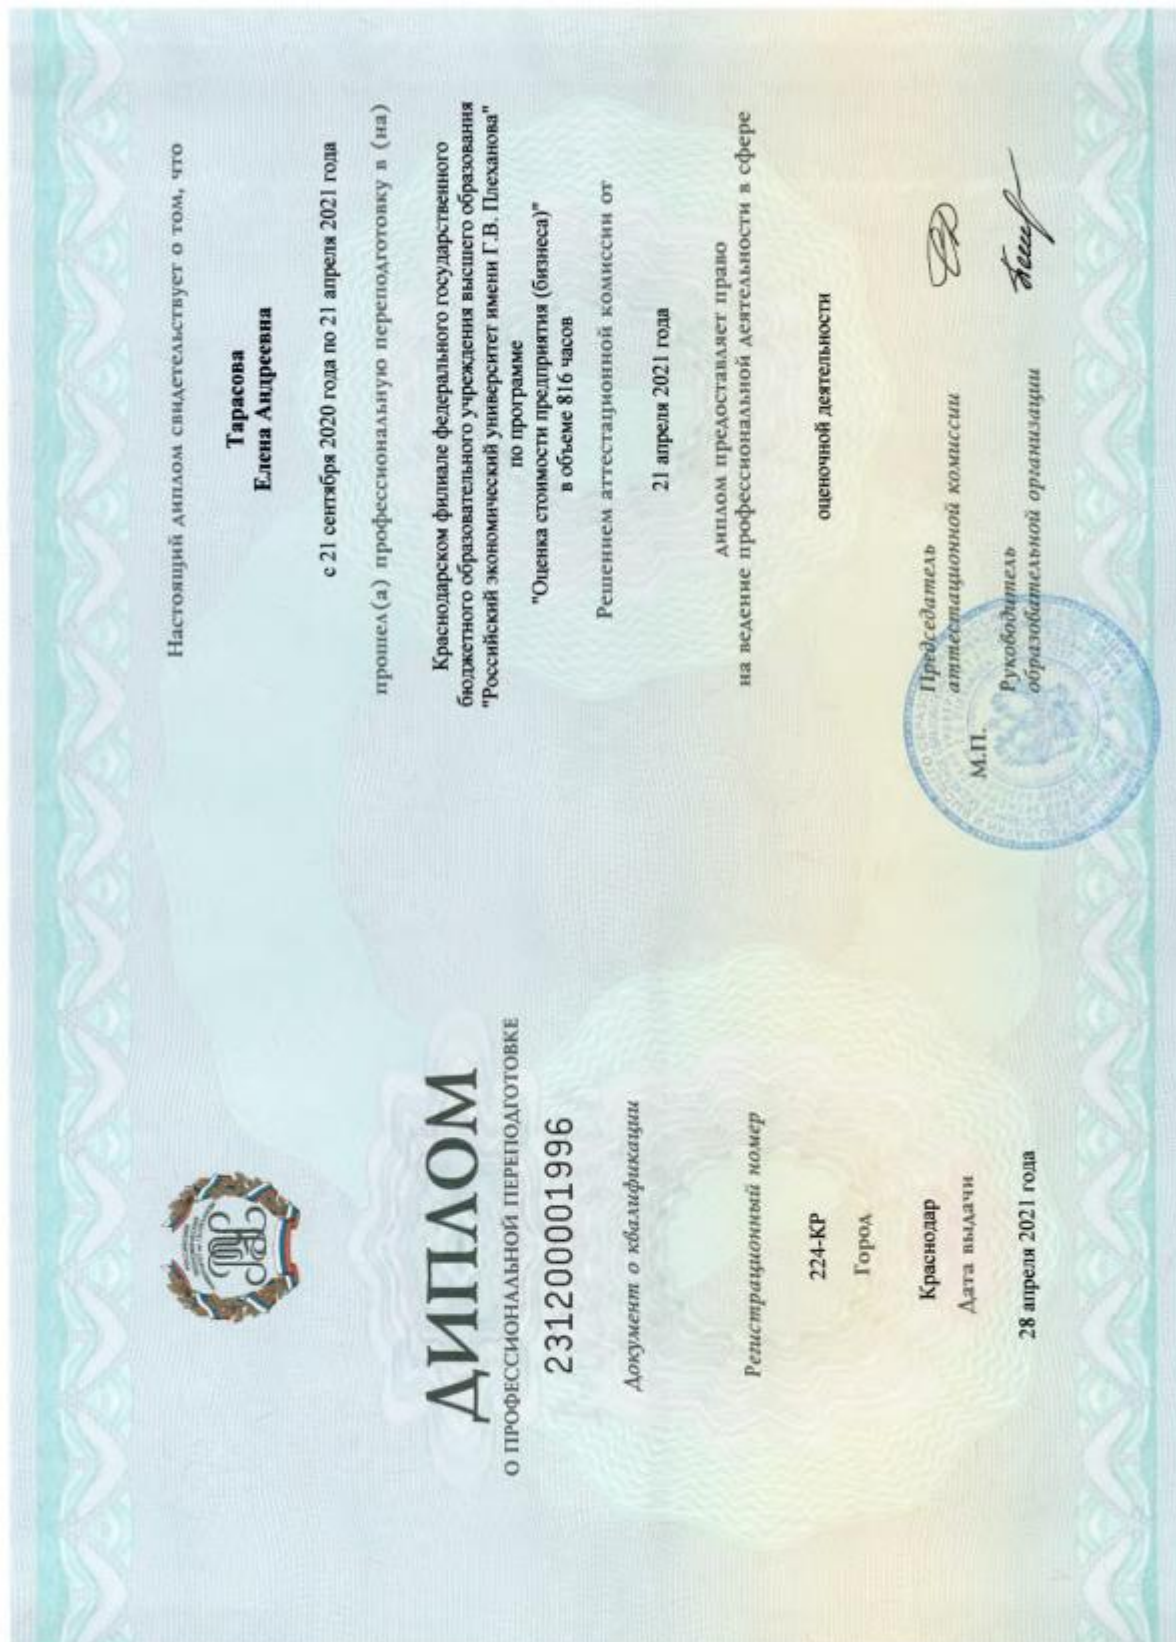 ДИПЛОМ
О ПРОФЕССИОНАЛЬНОЙ ПЕРЕПОДГОТОВКЕ
231200001996
Документ о квалификации
Регистрационный номер
224-КР
Город
Краснодар
Дата выдачи
28 апреля 2021 года
Настоящий диплом свидетельствует о том, что
Тарасова
Елена Андреевна
с 21 сентября 2020 года по 21 апреля 2021 года
прошел(а) профессиональную переподготовку в (на)
Краснодарском филиале федерального государственного
бюджетного образовательного учреждения высшего образования
"Российский экономический университет имени Г.В. Плеханова"
по программе
"Оценка стоимости предприятия (бизнеса)"
в объеме 816 часов
Решением аттестационной комиссии от
21 апреля 2021 года
диплом предоставляет право
на ведение профессиональной деятельности в сфере
оценочной деятельности
Председатель
аттестационной комиссии
М.П.
Руководитель
образовательной организации